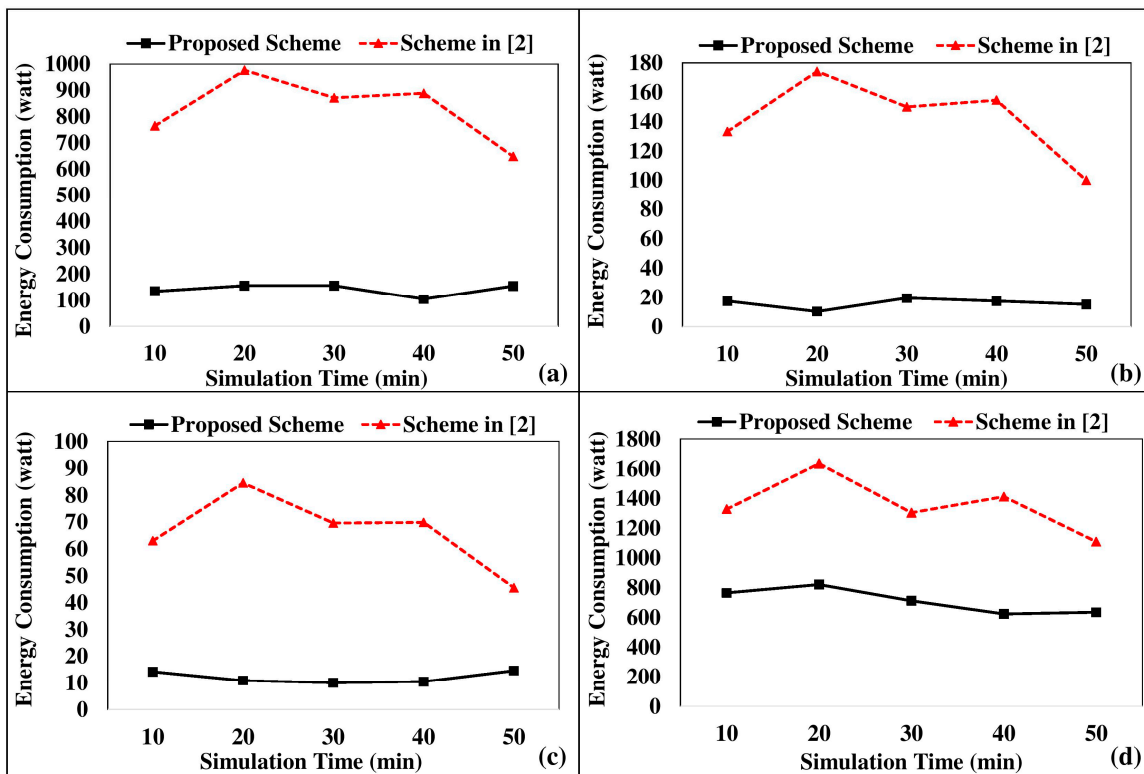 Proposed Scheme Scheme in [2]
Energy Consumption (watt)
1000
900
800
700
600
500
400
300
200
100
0
10 20 30 40 50
Simulation Time (min)
(a)
Proposed Scheme Scheme in [2]
Energy Consumption (watt)
180
160
140
120
100
80
60
40
20
0
10 20 30 40 50
Simulation Time (min)
(b)
Proposed Scheme Scheme in [2]
Energy Consumption (watt)
100
90
80
70
60
50
40
30
20
10
0
10 20 30 40 50
Simulation Time (min)
(c)
Proposed Scheme Scheme in [2]
Energy Consumption (watt)
1800
1600
1400
1200
1000
800
600
400
200
0
10 20 30 40 50
Simulation Time (min)
(d)